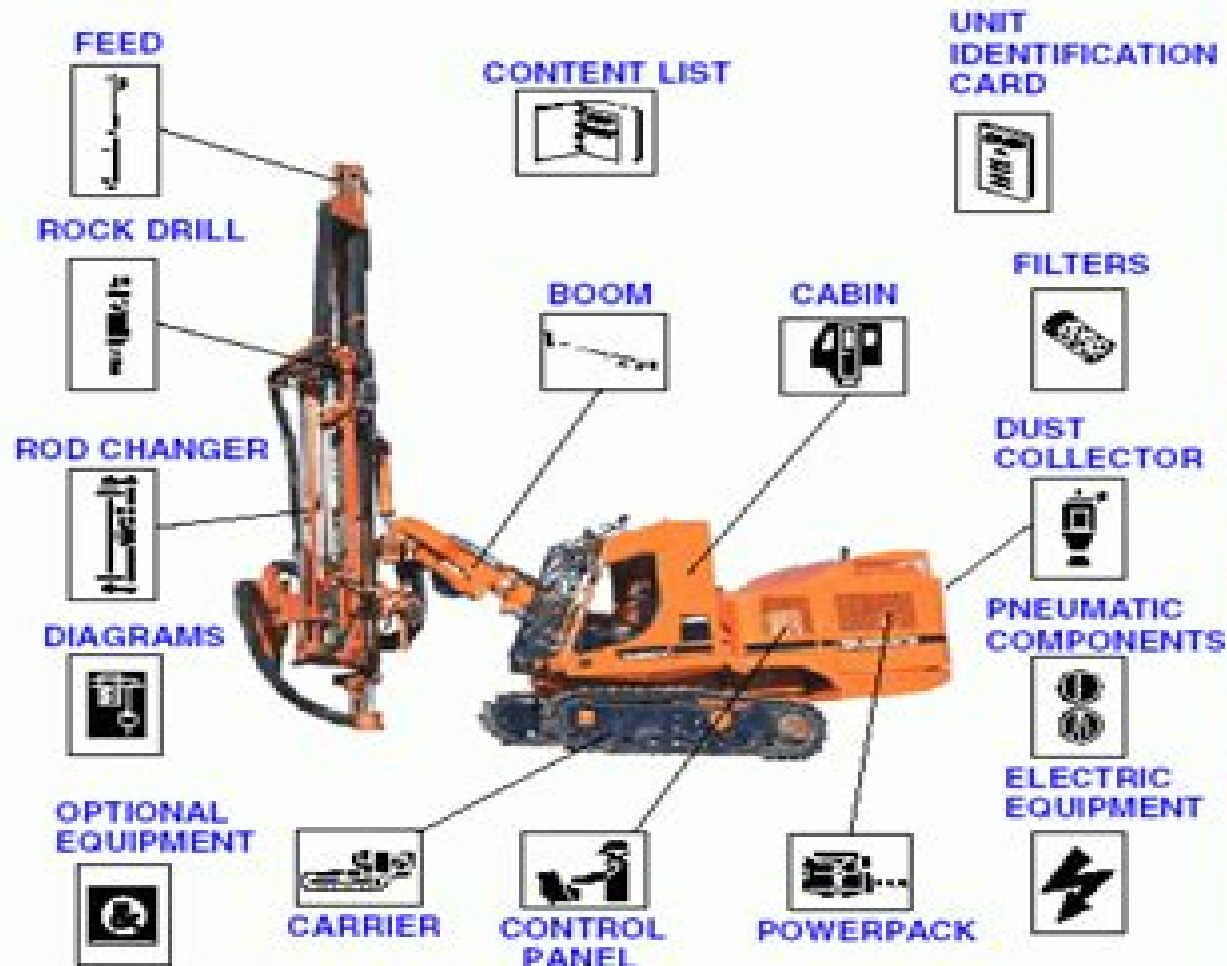 FEED
CONTENT LIST
UNIT
IDENTIFICATION
CARD
ROCK DRILL
BOOM
CABIN
FILTERS
ROD CHANGER
DUST
COLLECTOR
DIAGRAMS
PNEUMATIC
COMPONENTS
OPTIONAL
EQUIPMENT
ELECTRIC
EQUIPMENT
CARRIER
CONTROL
PANEL
POWERPACK